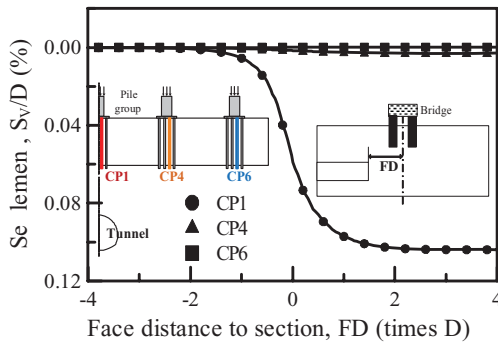 0.00
0.04
0.08
0.12
Se lemen , S_V/D (%)
Pile
group
CP1
CP4
CP6
Tunnel
Bridge
FD
CP1
CP4
CP6
-4
-2
0
2
4
Face distance to section, FD (times D)